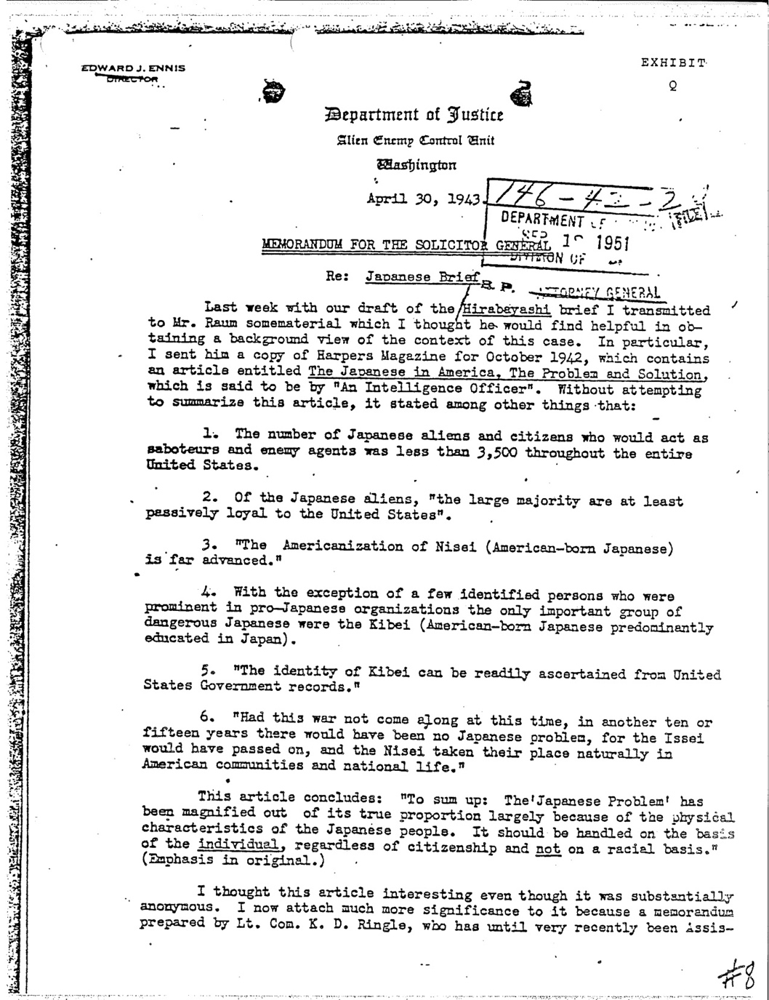 EDWARD J. ENNIS
DIRECTOR
EXHIBIT
Q
Department of Justice
Alien Enemy Control Unit
Washington
April 30, 1943
146-42-2
DEPARTMENT OF
FILE
SEP 1 1951
MEMORANDUM FOR THE SOLICITOR GENERAL
DIVISION OF
Re: Japanese Brief
R. P.
ATTORNEY GENERAL
Last week with our draft of the Hirabayashi brief I transmitted
to Mr. Raum somematerial which I thought he would find helpful in ob-
taining a background view of the context of this case. In particular,
I sent him a copy of Harpers Magazine for October 1942, which contains
an article entitled The Japanese in America, The Problem and Solution,
which is said to be by "An Intelligence Officer". Without attempting
to summarize this article, it stated among other things that:
1. The number of Japanese aliens and citizens who would act as
saboteurs and enemy agents was less than 3,500 throughout the entire
United States.
2. Of the Japanese aliens, "the large majority are at least
passively loyal to the United States".
3. "The Americanization of Nisei (American-born Japanese)
is far advanced."
4. With the exception of a few identified persons who were
prominent in pro-Japanese organizations the only important group of
dangerous Japanese were the Kibei (American-born Japanese predominantly
educated in Japan).
5. "The identity of Kibei can be readily ascertained from United
States Government records."
6. "Had this war not come along at this time, in another ten or
fifteen years there would have been no Japanese problem, for the Issei
would have passed on, and the Nisei taken their place naturally in
American communities and national life."
This article concludes: "To sum up: The 'Japanese Problem' has
been magnified out of its true proportion largely because of the physical
characteristics of the Japanese people. It should be handled on the basis
of the individual, regardless of citizenship and not on a racial basis."
(Emphasis in original.)
I thought this article interesting even though it was substantially
anonymous. I now attach much more significance to it because a memorandum
prepared by Lt. Com. K. D. Ringle, who has until very recently been Assis-
#8